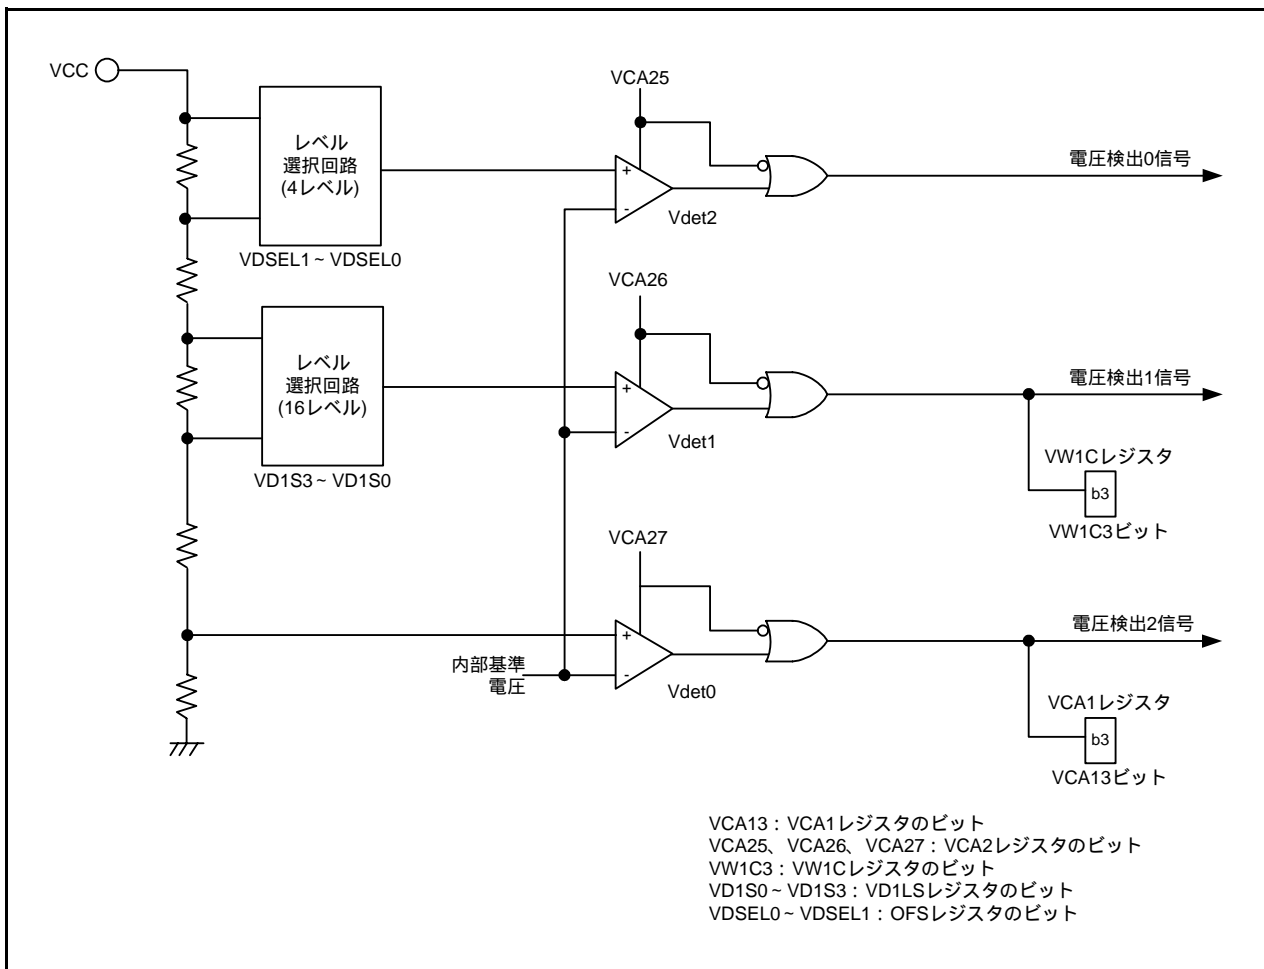 VCC
レベル
選択回路
(4レベル)
VDSEL1~VDSEL0
VCA25
+
-
Vdet2
電圧検出0信号
レベル
選択回路
(16レベル)
VD1S3~VD1S0
VCA26
+
-
Vdet1
電圧検出1信号
VW1Cレジスタ
b3
VW1C3ビット
VCA27
+
-
Vdet0
内部基準
電圧
電圧検出2信号
VCA1レジスタ
b3
VCA13ビット
VCA13：VCA1レジスタのビット
VCA25、VCA26、VCA27：VCA2レジスタのビット
VW1C3：VW1Cレジスタのビット
VD1S0~VD1S3：VD1LSレジスタのビット
VDSEL0~VDSEL1：OFSレジスタのビット